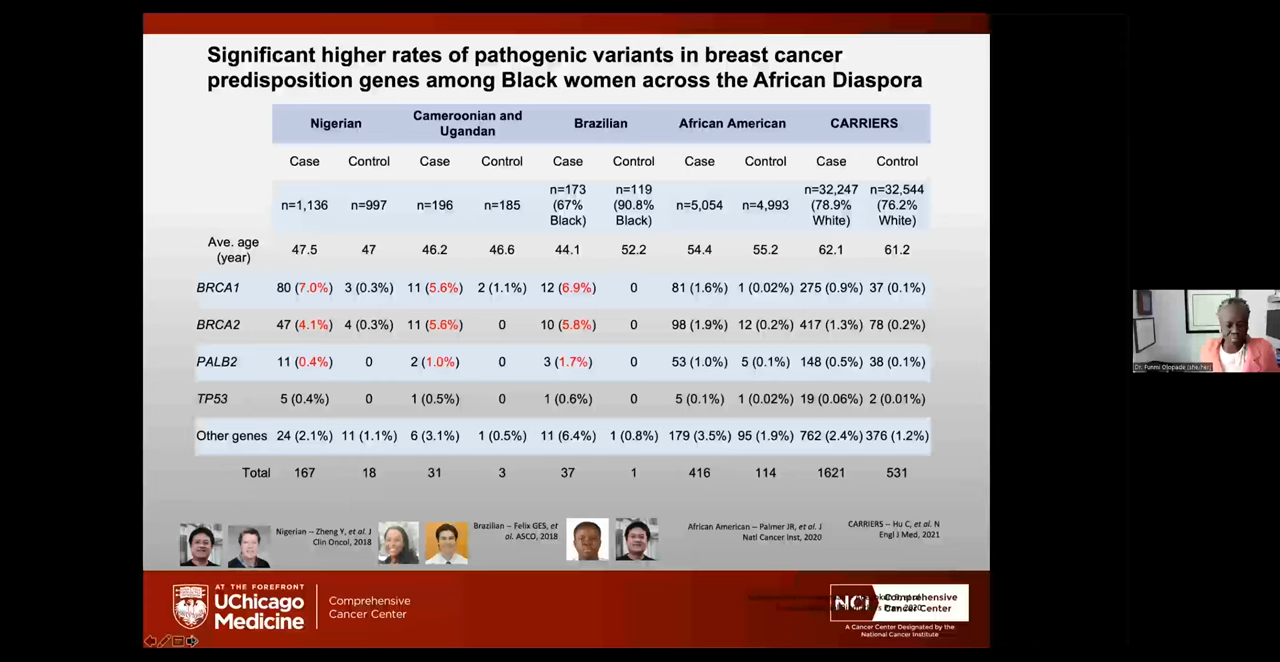 Significant higher rates of pathogenic variants in breast cancer
predisposition genes among Black women across the African Diaspora
Nigerian Cameroonian and Ugandan Brazilian African American CARRIERS
Case Control Case Control Case Control Case Control Case Control
n=1,136 n=997 n=196 n=185 n=173 (67% Black) n=119 (90.8% Black) n=5,054 n=4,993 n=32,247 (78.9% White) n=32,544 (76.2% White)
Ave. age (year) 47.5 47 46.2 46.6 44.1 52.2 54.4 55.2 62.1 61.2
BRCA1 80 (7.0%) 3 (0.3%) 11 (5.6%) 2 (1.1%) 12 (6.9%) 0 81 (1.6%) 1 (0.02%) 275 (0.9%) 37 (0.1%)
BRCA2 47 (4.1%) 4 (0.3%) 11 (5.6%) 0 10 (5.8%) 0 98 (1.9%) 12 (0.2%) 417 (1.3%) 78 (0.2%)
PALB2 11 (0.4%) 0 2 (1.0%) 0 3 (1.7%) 0 53 (1.0%) 5 (0.1%) 148 (0.5%) 38 (0.1%)
TP53 5 (0.4%) 0 1 (0.5%) 0 1 (0.6%) 0 5 (0.1%) 1 (0.02%) 19 (0.06%) 2 (0.01%)
Other genes 24 (2.1%) 11 (1.1%) 6 (3.1%) 1 (0.5%) 11 (6.4%) 1 (0.8%) 179 (3.5%) 95 (1.9%) 762 (2.4%) 376 (1.2%)
Total 167 18 31 3 37 1 416 114 1621 531
Nigerian – Zheng Y, et al. J
Clin Oncol, 2018
Brazilian – Felix GES, et
al. ASCO, 2018
African American – Palmer JR, et al. J
Natl Cancer Inst, 2020
CARRIERS – Hu C, et al. N
Engl J Med, 2021
Dr. Funmi Olopade (she/her)
AT THE FOREFRONT
UChicago
Medicine
Comprehensive
Cancer Center
NCI
Comprehensive
Cancer Center
A Cancer Center Designated by the
National Cancer Institute